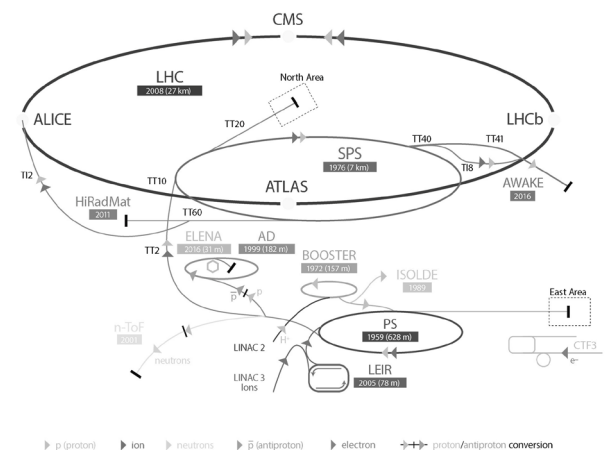 CMS
LHC
2008 (27 km)
North Area
ALICE
TT20
LHCb
TT40
TT41
SPS
1976 (7 km)
TI8
TI2
TT10
ATLAS
AWAKE
2016
HiRadMat
2011
TT60
ELENA
2016 (31 m)
AD
1999 (182 m)
TT2
BOOSTER
1972 (157 m)
ISOLDE
1989
p̅
p
East Area
n-ToF
2001
PS
1959 (628 m)
H⁻
LINAC 2
neutrons
CTF3
e⁻
LINAC 3
Ions
LEIR
2005 (78 m)
p (proton)
ion
neutrons
p̅ (antiproton)
electron
proton/antiproton conversion